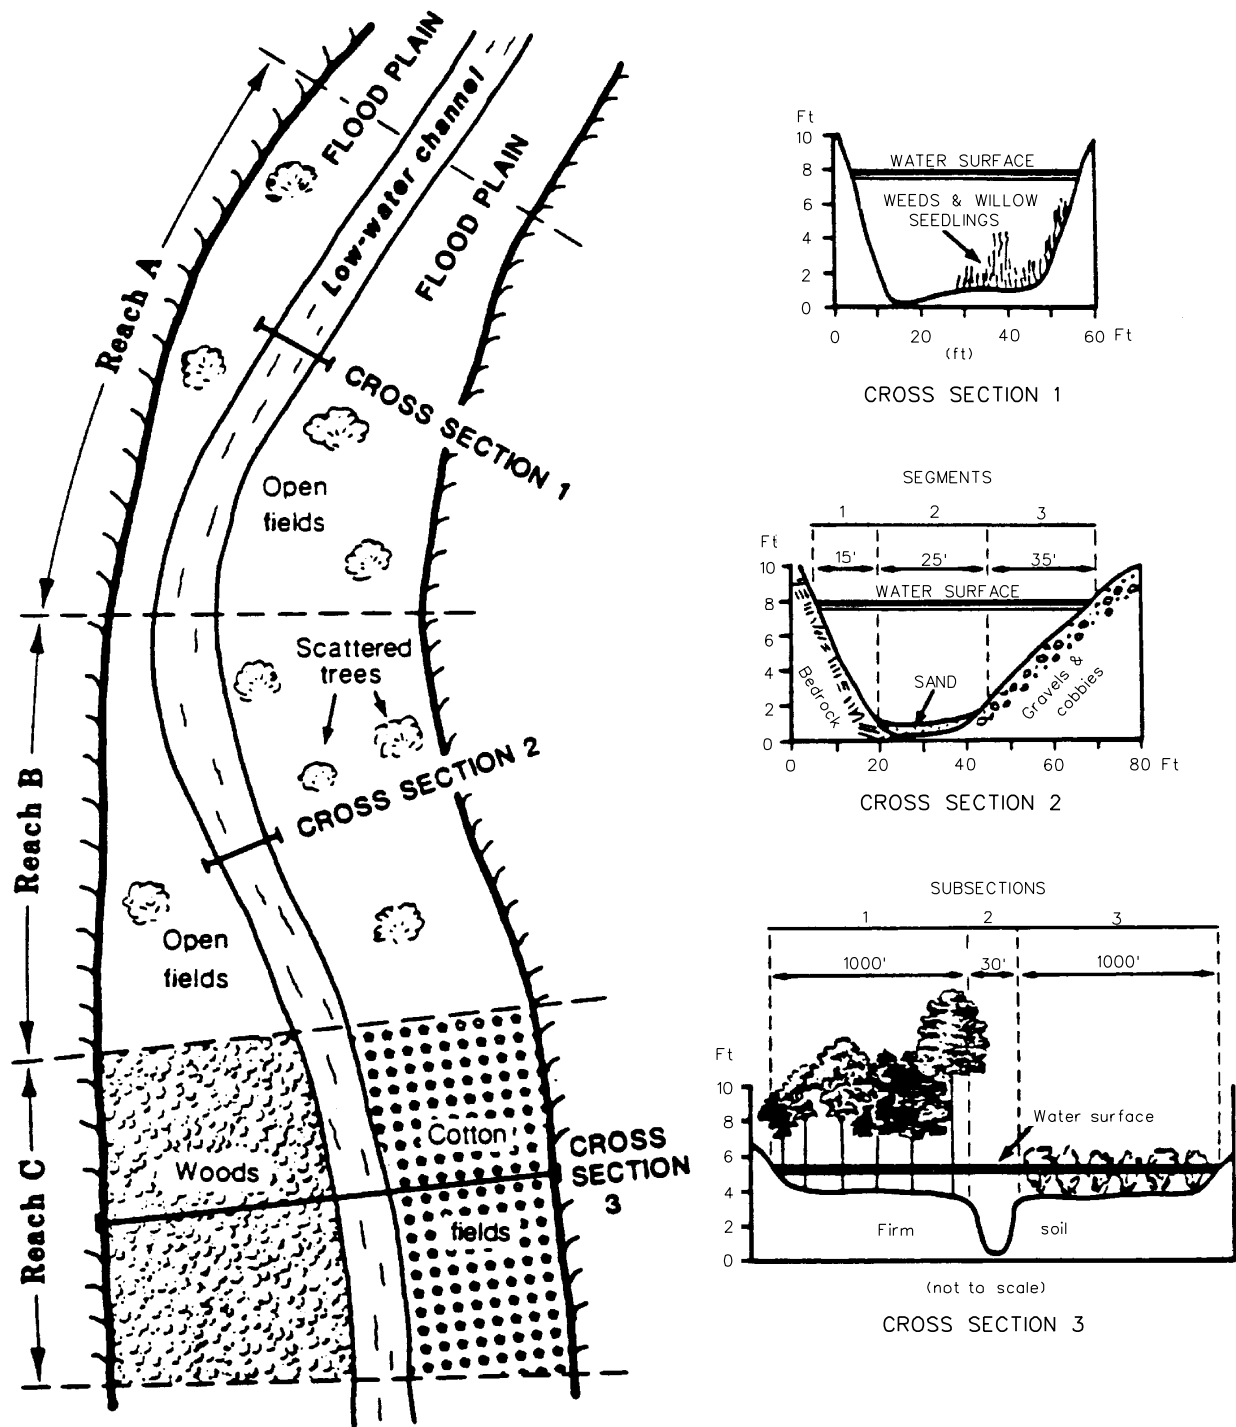 FLOOD PLAIN
Low-water channel
FLOOD PLAIN
Reach A
CROSS SECTION 1
Open
fields
Scattered
trees
CROSS SECTION 2
Reach B
Open
fields
Woods
Cotton
fields
CROSS
SECTION
3
Reach C
Ft
10
8
6
4
2
0
WATER SURFACE
WEEDS & WILLOW
SEEDLINGS
0 20 40 60 Ft
(ft)
CROSS SECTION 1
SEGMENTS
1 2 3
Ft
15' 25' 35'
10
8
6
4
2
0
WATER SURFACE
SAND
Bedrock
Gravels &
cobbies
0 20 40 60 80 Ft
CROSS SECTION 2
SUBSECTIONS
1 2 3
1000' 30' 1000'
Ft
10
8
6
4
2
0
Water surface
Firm soil
(not to scale)
CROSS SECTION 3